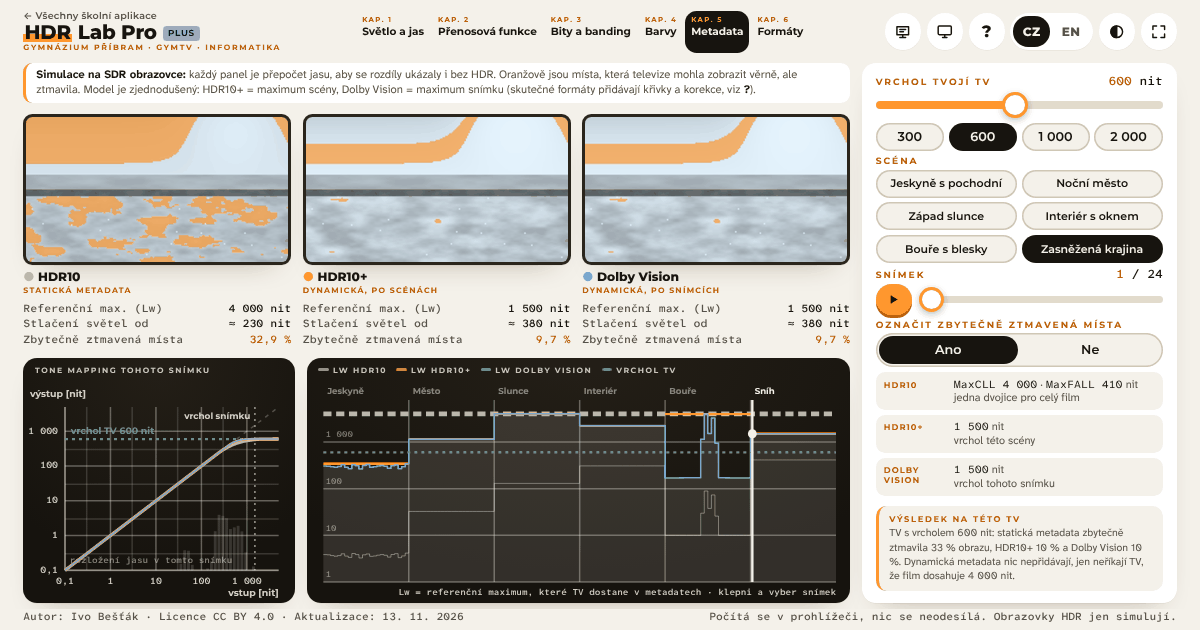 ← Všechny školní aplikace
HDR Lab Pro PLUS
GYMNÁZIUM PŘÍBRAM · GYMTV · INFORMATIKA
KAP. 1
Světlo a jas
KAP. 2
Přenosová funkce
KAP. 3
Bity a banding
KAP. 4
Barvy
KAP. 5
Metadata
KAP. 6
Formáty
?
CZ EN
Simulace na SDR obrazovce: každý panel je přepočet jasu, aby se rozdíly ukázaly i bez HDR. Oranžově jsou místa, která televize mohla zobrazit věrně, ale
ztmavila. Model je zjednodušený: HDR10+ = maximum scény, Dolby Vision = maximum snímku (skutečné formáty přidávají křivky a korekce, viz ?).
HDR10
STATICKÁ METADATA
Referenční max. (Lw) 4 000 nit
Stlačení světel od ≈ 230 nit
Zbytečně ztmavená místa 32,9 %
HDR10+
DYNAMICKÁ, PO SCÉNÁCH
Referenční max. (Lw) 1 500 nit
Stlačení světel od ≈ 380 nit
Zbytečně ztmavená místa 9,7 %
Dolby Vision
DYNAMICKÁ, PO SNÍMCÍCH
Referenční max. (Lw) 1 500 nit
Stlačení světel od ≈ 380 nit
Zbytečně ztmavená místa 9,7 %
TONE MAPPING TOHOTO SNÍMKU
výstup [nit]
vrchol snímku
vrchol TV 600 nit
1 000
100
10
1
0,1
rozložení jasu v tomto snímku
0,1 1 10 100 1 000
vstup [nit]
LW HDR10 LW HDR10+ LW DOLBY VISION VRCHOL TV
Jeskyně Město Slunce Interiér Bouře Sníh
1 000
100
10
1
Lw = referenční maximum, které TV dostane v metadatech · klepni a vyber snímek
VRCHOL TVOJÍ TV 600 nit
300 600 1 000 2 000
SCÉNA
Jeskyně s pochodní Noční město
Západ slunce Interiér s oknem
Bouře s blesky Zasněžená krajina
SNÍMEK 1 / 24
OZNAČIT ZBYTEČNĚ ZTMAVENÁ MÍSTA
Ano Ne
HDR10 MaxCLL 4 000 · MaxFALL 410 nit
jedna dvojice pro celý film
HDR10+ 1 500 nit
vrchol této scény
DOLBY VISION 1 500 nit
vrchol tohoto snímku
VÝSLEDEK NA TÉTO TV
TV s vrcholem 600 nit: statická metadata zbytečně
ztmavila 33 % obrazu, HDR10+ 10 % a Dolby Vision 10
%. Dynamická metadata nic nepřidávají, jen neříkají TV,
že film dosahuje 4 000 nit.
Autor: Ivo Bešťák · Licence CC BY 4.0 · Aktualizace: 13. 11. 2026
Počítá se v prohlížeči, nic se neodesílá. Obrazovky HDR jen simulují.